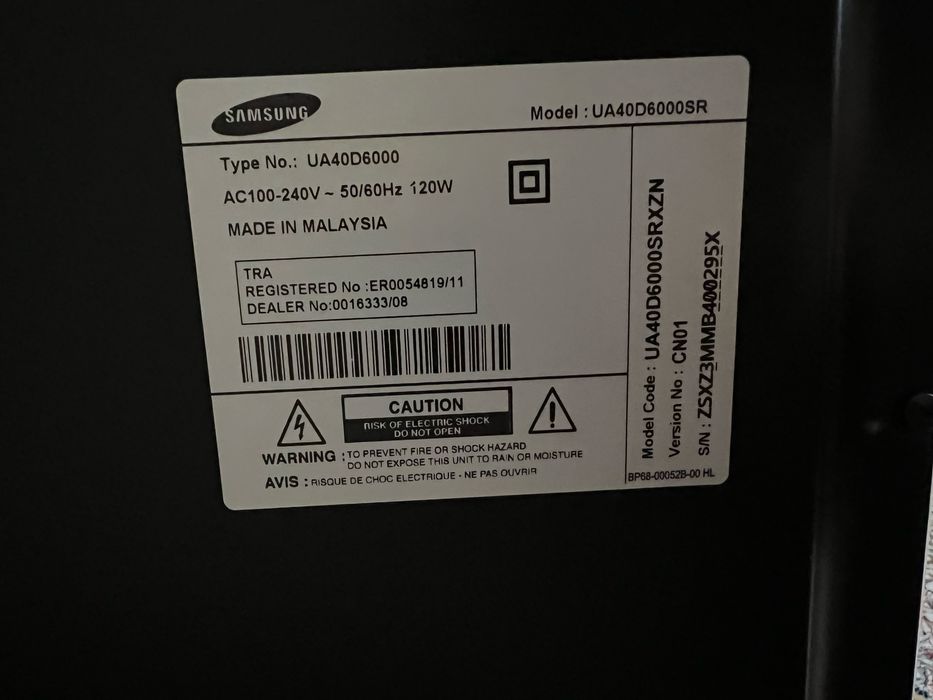 SAMSUNG
Model : UA40D6000SR
Type No.: UA40D6000
AC100-240V ~ 50/60Hz 120W
MADE IN MALAYSIA
TRA
REGISTERED No :ER0054819/11
DEALER No:0016333/08
CAUTION
RISK OF ELECTRIC SHOCK
DO NOT OPEN
WARNING : TO PREVENT FIRE OR SHOCK HAZARD
DO NOT EXPOSE THIS UNIT TO RAIN OR MOISTURE
AVIS : RISQUE DE CHOC ELECTRIQUE - NE PAS OUVRIR
Model Code : UA40D6000SRXZN
Version No : CN01
S/N : ZSXZ3MMB400295X
BP68-00052B-00 HL